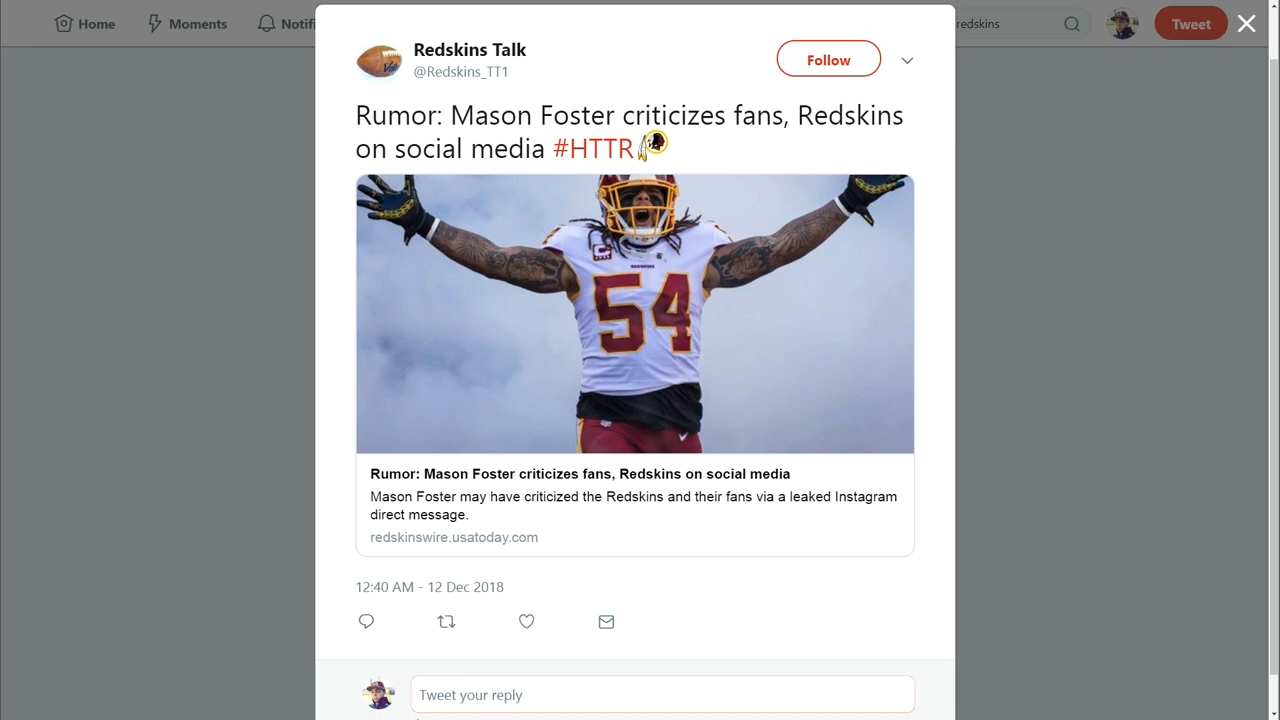 Home
Moments
Notifi
redskins
Tweet
Redskins Talk
@Redskins_TT1
Follow
Rumor: Mason Foster criticizes fans, Redskins
on social media #HTTR
REDSKINS
C
54
Rumor: Mason Foster criticizes fans, Redskins on social media
Mason Foster may have criticized the Redskins and their fans via a leaked Instagram
direct message.
redskinswire.usatoday.com
12:40 AM - 12 Dec 2018
Tweet your reply